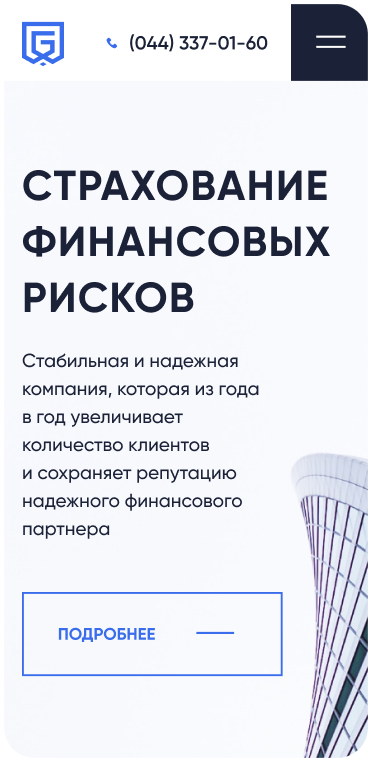 (044) 337-01-60
СТРАХОВАНИЕ
ФИНАНСОВЫХ
РИСКОВ
Стабильная и надежная
компания, которая из года
в год увеличивает
количество клиентов
и сохраняет репутацию
надежного финансового
партнера
ПОДРОБНЕЕ